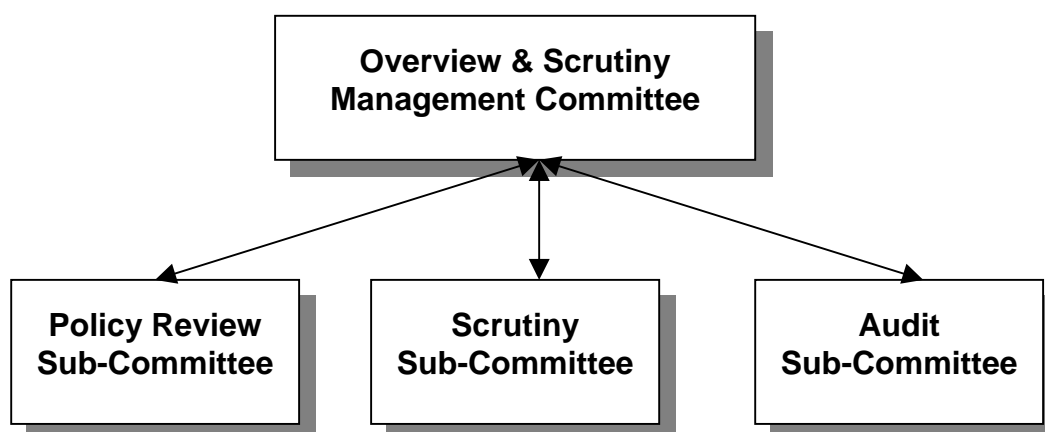 Overview & Scrutiny
Management Committee
Policy Review
Sub-Committee
Scrutiny
Sub-Committee
Audit
Sub-Committee